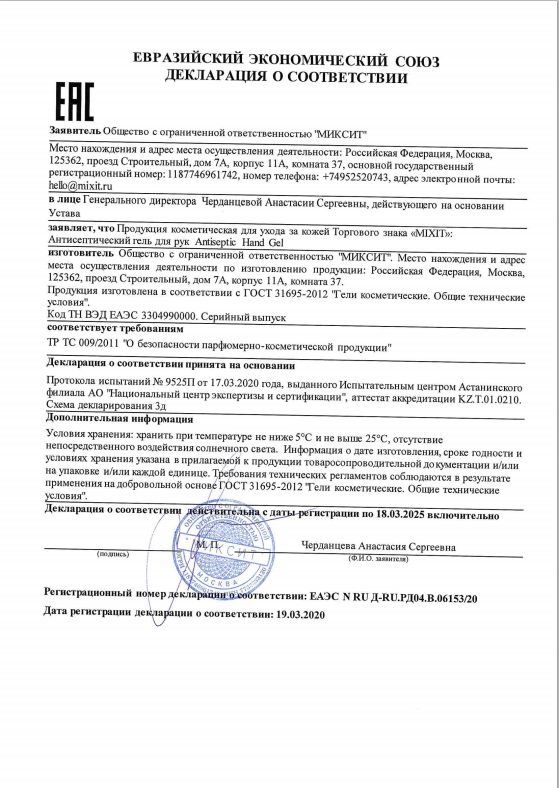 ЕВРАЗИЙСКИЙ ЭКОНОМИЧЕСКИЙ СОЮЗ
ДЕКЛАРАЦИЯ О СООТВЕТСТВИИ
ЕАС
Заявитель Общество с ограниченной ответственностью "МИКСИТ"
Место нахождения и адрес места осуществления деятельности: Российская Федерация, Москва,
125362, проезд Строительный, дом 7А, корпус 11А, комната 37, основной государственный
регистрационный номер: 1187746961742, номер телефона: +74952520743, адрес электронной почты:
hello@mixit.ru
в лице Генерального директора Черданцевой Анастасии Сергеевны, действующего на основании
Устава
заявляет, что Продукция косметическая для ухода за кожей Торгового знака «MIXIT»:
Антисептический гель для рук Antiseptic Hand Gel
изготовитель Общество с ограниченной ответственностью "МИКСИТ". Место нахождения и адрес
места осуществления деятельности по изготовлению продукции: Российская Федерация, Москва,
125362, проезд Строительный, дом 7А, корпус 11А, комната 37.
Продукция изготовлена в соответствии с ГОСТ 31695-2012 "Гели косметические. Общие технические
условия".
Код ТН ВЭД ЕАЭС 3304990000. Серийный выпуск
соответствует требованиям
ТР ТС 009/2011 "О безопасности парфюмерно-косметической продукции"
Декларация о соответствии принята на основании
Протокола испытаний № 9525П от 17.03.2020 года, выданного Испытательным центром Астанинского
филиала АО "Национальный центр экспертизы и сертификации", аттестат аккредитации KZ.T.01.0210.
Схема декларирования 3д
Дополнительная информация
Условия хранения: хранить при температуре не ниже 5°С и не выше 25°С, отсутствие
непосредственного воздействия солнечного света. Информация о дате изготовления, сроке годности и
условиях хранения указана в прилагаемой к продукции товаросопроводительной документации и/или
на упаковке и/или каждой единице. Требования технических регламентов соблюдаются в результате
применения на добровольной основе ГОСТ 31695-2012 "Гели косметические. Общие технические
условия".
Декларация о соответствии действительна с даты регистрации по 18.03.2025 включительно
М. П.
Черданцева Анастасия Сергеевна
(подпись)
(Ф.И.О. заявителя)
МИКСИТ
МОСКВА
Регистрационный номер декларации о соответствии: ЕАЭС N RU Д-RU.РД04.В.06153/20
Дата регистрации декларации о соответствии: 19.03.2020